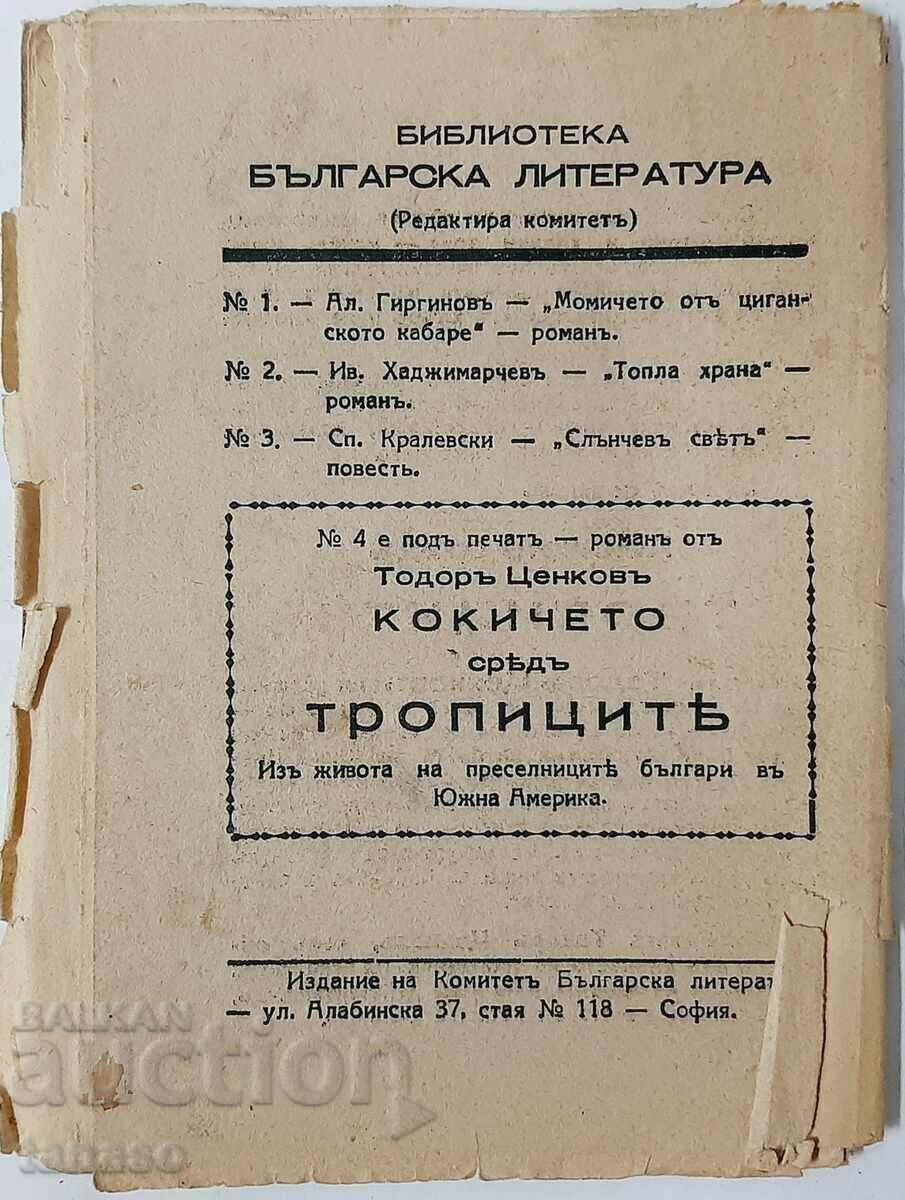 БИБЛИОТЕКА
БЪЛГАРСКА ЛИТЕРАТУРА
(Редактира комитетъ)
№ 1. — Ал. Гиргиновъ — „Момичето отъ циган-
ското кабаре“ — романъ.
№ 2. — Ив. Хаджимарчевъ — „Топла храна“ —
романъ.
№ 3. — Сп. Кралевски — „Слънчевъ свѣтъ“ —
повесть.
№ 4 е подъ печатъ — романъ отъ
Тодоръ Ценковъ
КОКИЧЕТО
срѣдъ
ТРОПИЦИТѢ
Изъ живота на преселницитѣ българи въ
Южна Америка.
Издание на Комитетъ Българска литерат
— ул. Алабинска 37, стая № 118 — София.
BALKAN
auction
tanaso